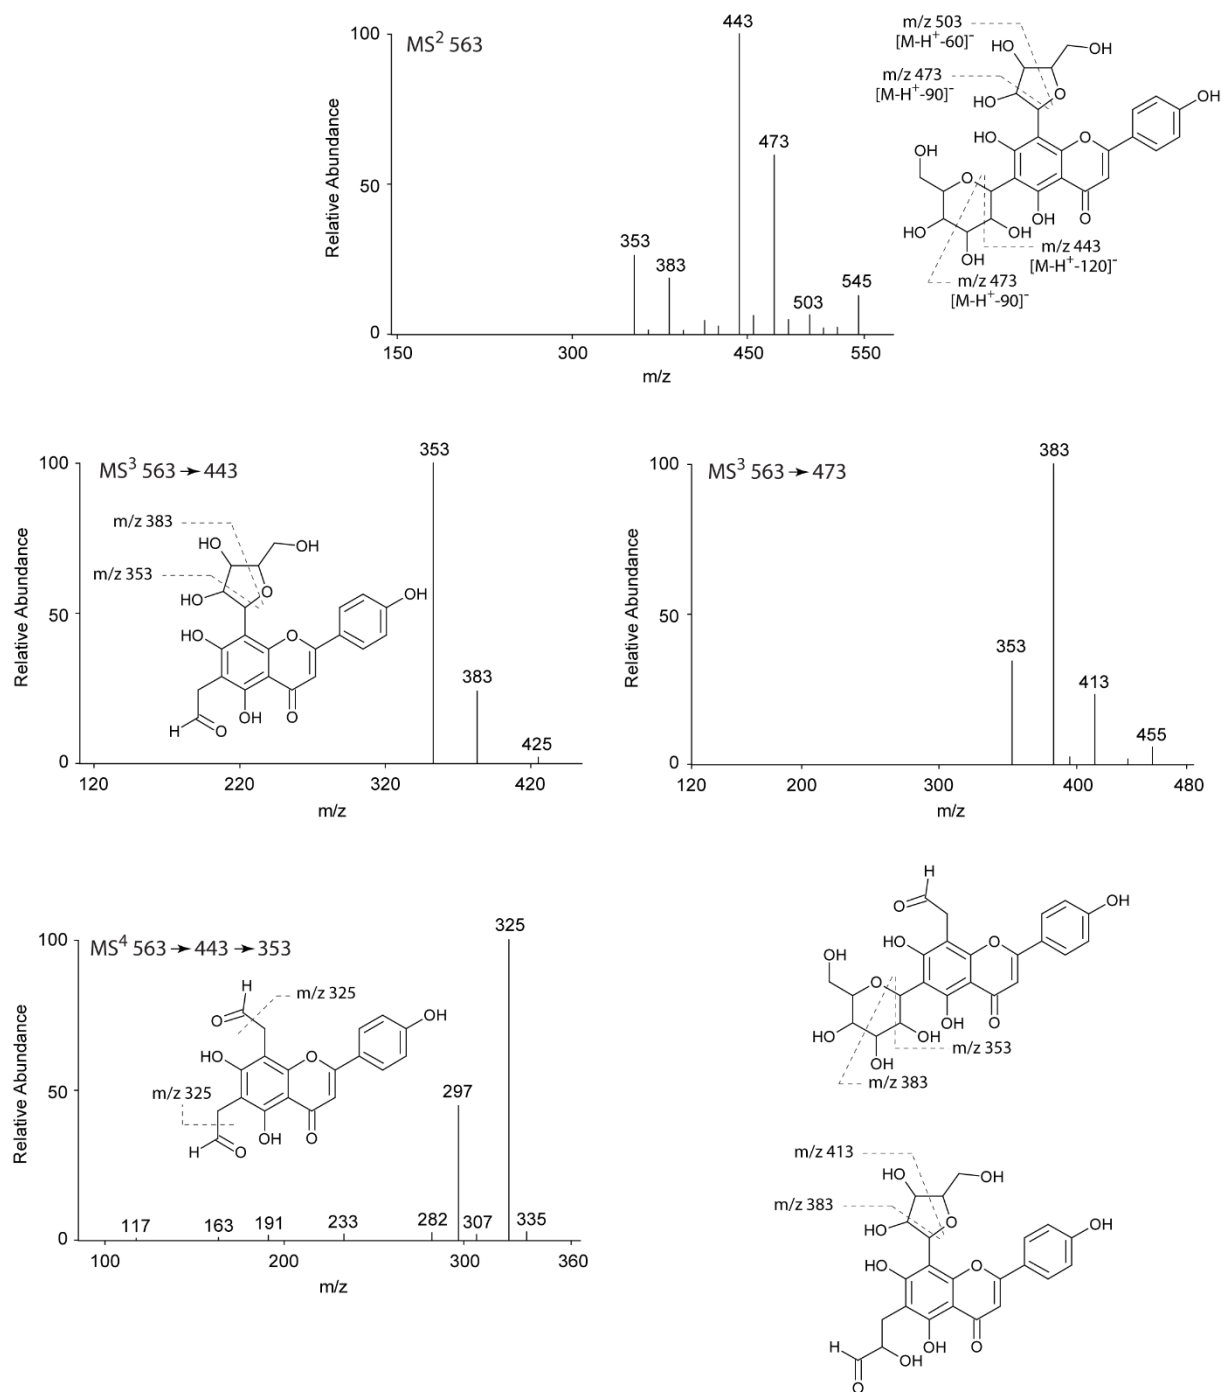 MS2 563
Relative Abundance
100
50
0
443
473
353
383
503
545
150
300
450
550
m/z
m/z 503
[M-H+-60]-
m/z 473
[M-H+-90]-
HO
OH
HO
O
HO
O
OH
OH
O
HO
OH
O
HO
OH
OH
m/z 443
[M-H+-120]-
m/z 473
[M-H+-90]-
MS3 563 → 443
Relative Abundance
100
50
0
353
383
425
120
220
320
420
m/z
m/z 383
m/z 353
HO
OH
HO
O
OH
HO
O
H
O
OH
O
MS3 563 → 473
Relative Abundance
100
50
0
383
353
413
455
120
200
300
400
480
m/z
MS4 563 → 443 → 353
Relative Abundance
100
50
0
325
297
117
163
191
233
282
307
335
100
200
300
360
m/z
H
O
m/z 325
OH
HO
O
m/z 325
H
O
OH
O
H
O
OH
HO
O
OH
O
HO
OH
OH
OH
O
m/z 353
m/z 383
m/z 413
m/z 383
HO
OH
HO
O
OH
HO
O
H
OH
OH
O
O